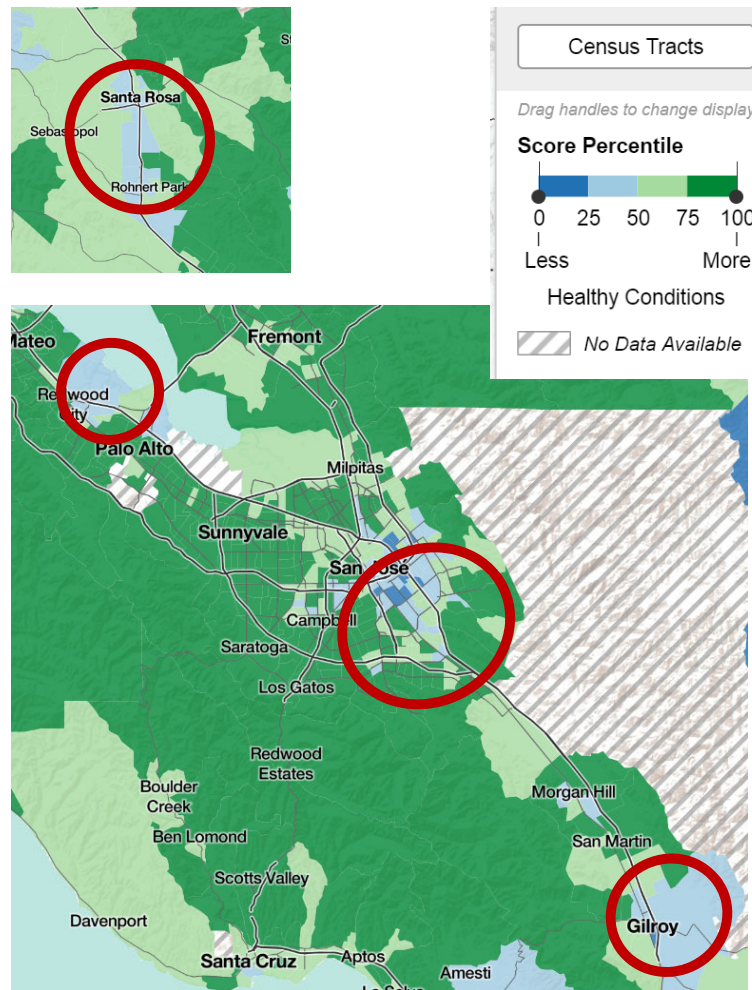 Santa Rosa
Sebastopol
Rohnert Park
Census Tracts
Drag handles to change display
Score Percentile
0 25 50 75 100
Less More
Healthy Conditions
No Data Available
Mateo
Fremont
Redwood
City
Palo Alto
Milpitas
Sunnyvale
San José
Campbell
Saratoga
Los Gatos
Redwood
Estates
Boulder
Creek
Morgan Hill
Ben Lomond
San Martin
Scotts Valley
Davenport
Gilroy
Santa Cruz
Aptos
Amesti